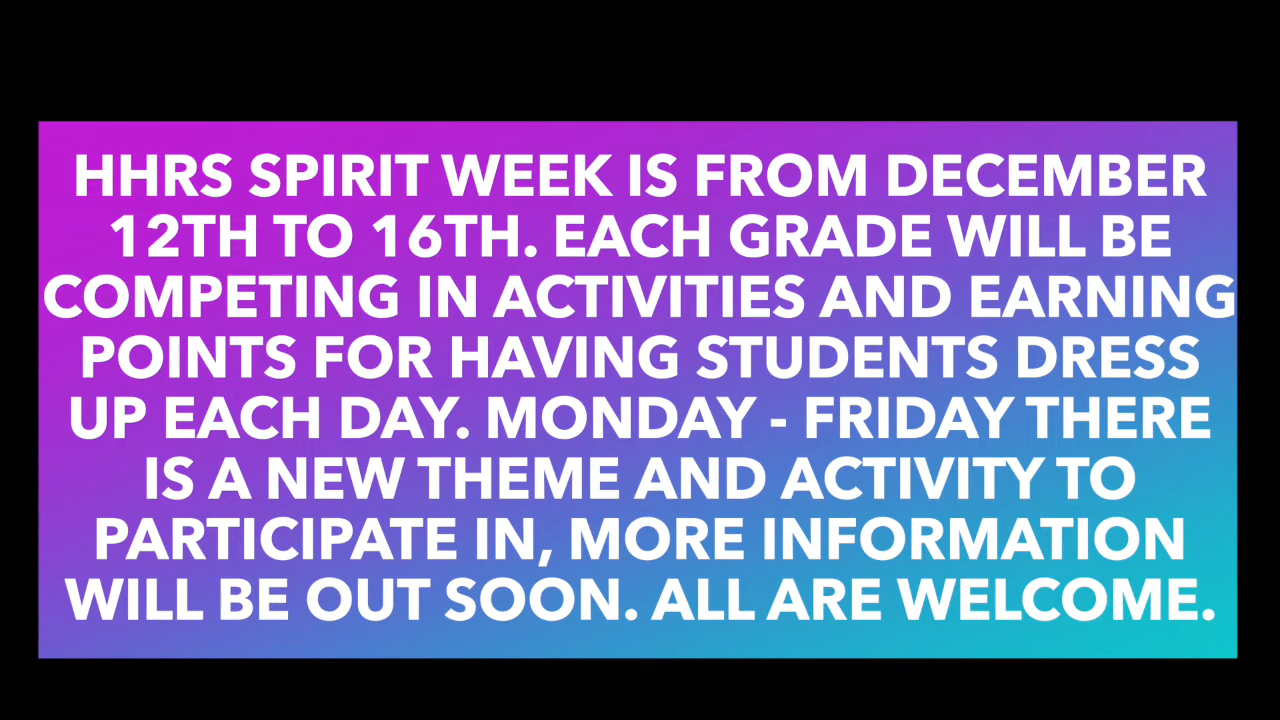 HHRS SPIRIT WEEK IS FROM DECEMBER
12TH TO 16TH. EACH GRADE WILL BE
COMPETING IN ACTIVITIES AND EARNING
POINTS FOR HAVING STUDENTS DRESS
UP EACH DAY. MONDAY - FRIDAY THERE
IS A NEW THEME AND ACTIVITY TO
PARTICIPATE IN, MORE INFORMATION
WILL BE OUT SOON. ALL ARE WELCOME.